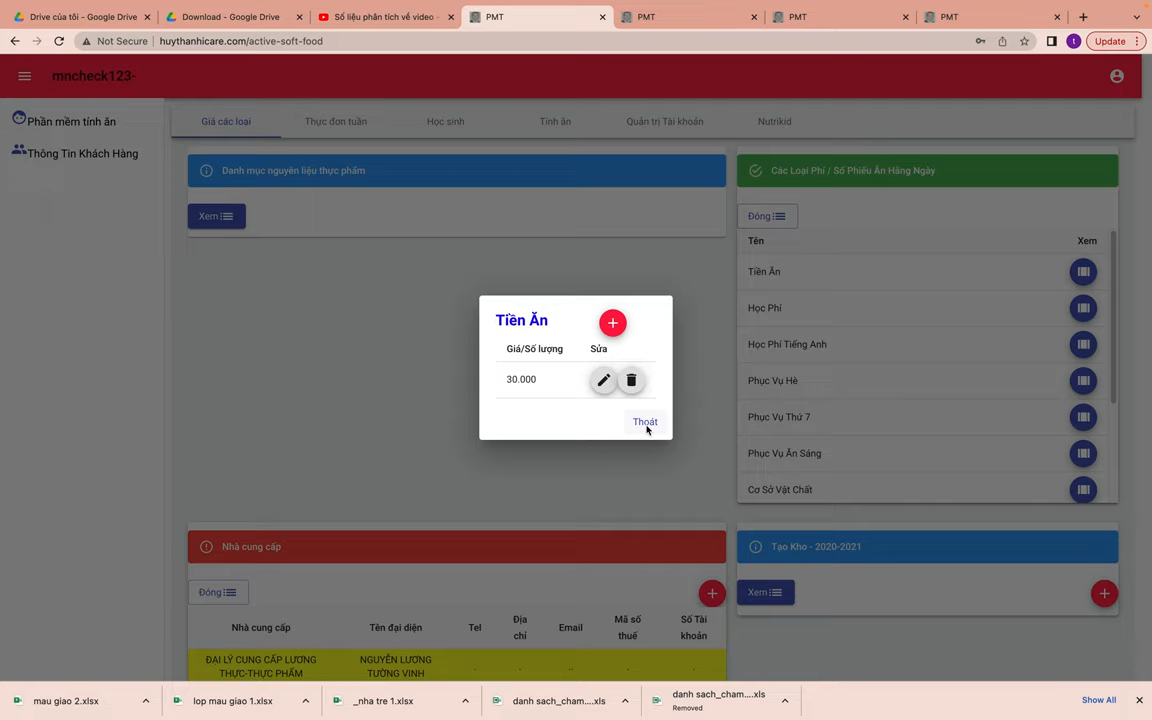 Drive của tôi - Google Drive
Download - Google Drive
Số liệu phân tích về video -
PMT
PMT
PMT
PMT
Not Secure
huythanhicare.com/active-soft-food
t
Update
mncheck123-
Phần mềm tính ăn
Thông Tin Khách Hàng
Giá các loại
Thực đơn tuần
Học sinh
Tính ăn
Quản trị Tài khoản
Nutrikid
Danh mục nguyên liệu thực phẩm
Xem
Các Loại Phí / Số Phiếu Ăn Hằng Ngày
Đóng
Tên
Xem
Tiền Ăn
Học Phí
Học Phí Tiếng Anh
Phục Vụ Hè
Phục Vụ Thứ 7
Phục Vụ Ăn Sáng
Cơ Sở Vật Chất
Tiền Ăn
Giá/Số lượng
Sửa
30.000
Thoát
Nhà cung cấp
Đóng
Nhà cung cấp
Tên đại diện
Tel
Địa
chỉ
Email
Mã số
thuế
Số Tài
khoản
ĐẠI LÝ CUNG CẤP LƯƠNG
THỰC-THỰC PHẨM
NGUYỄN LƯƠNG
TƯỜNG VINH
Tạo Kho - 2020-2021
Xem
mau giao 2.xlsx
lop mau giao 1.xlsx
_nha tre 1.xlsx
danh sach_cham....xls
danh sach_cham....xls
Removed
Show All